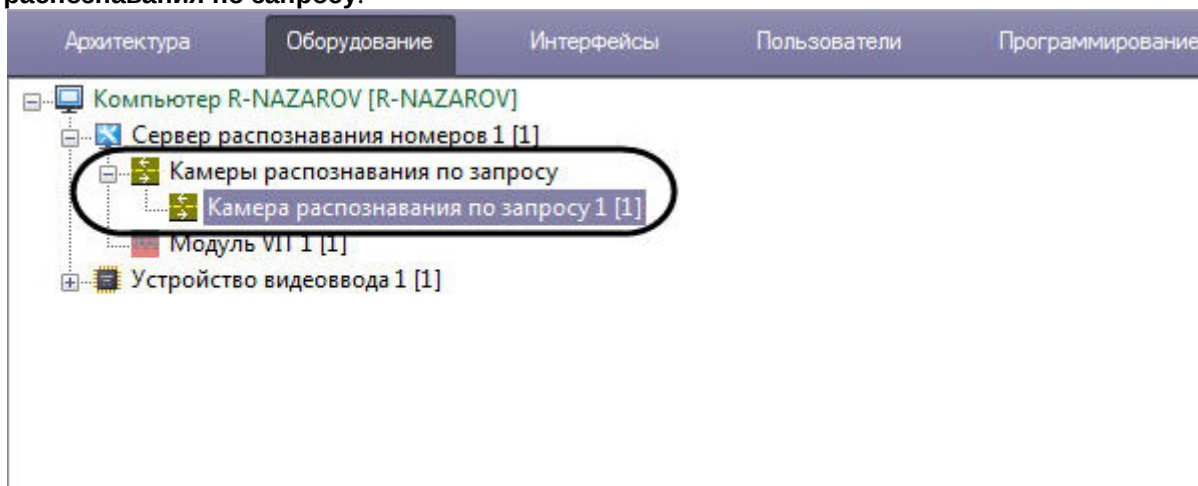 распознавания по запросу.
Архитектура Оборудование Интерфейсы Пользователи Программирование
Компьютер R-NAZAROV [R-NAZAROV]
Сервер распознавания номеров 1 [1]
Камеры распознавания по запросу
Камера распознавания по запросу 1 [1]
Модуль VIT 1 [1]
Устройство видеоввода 1 [1]